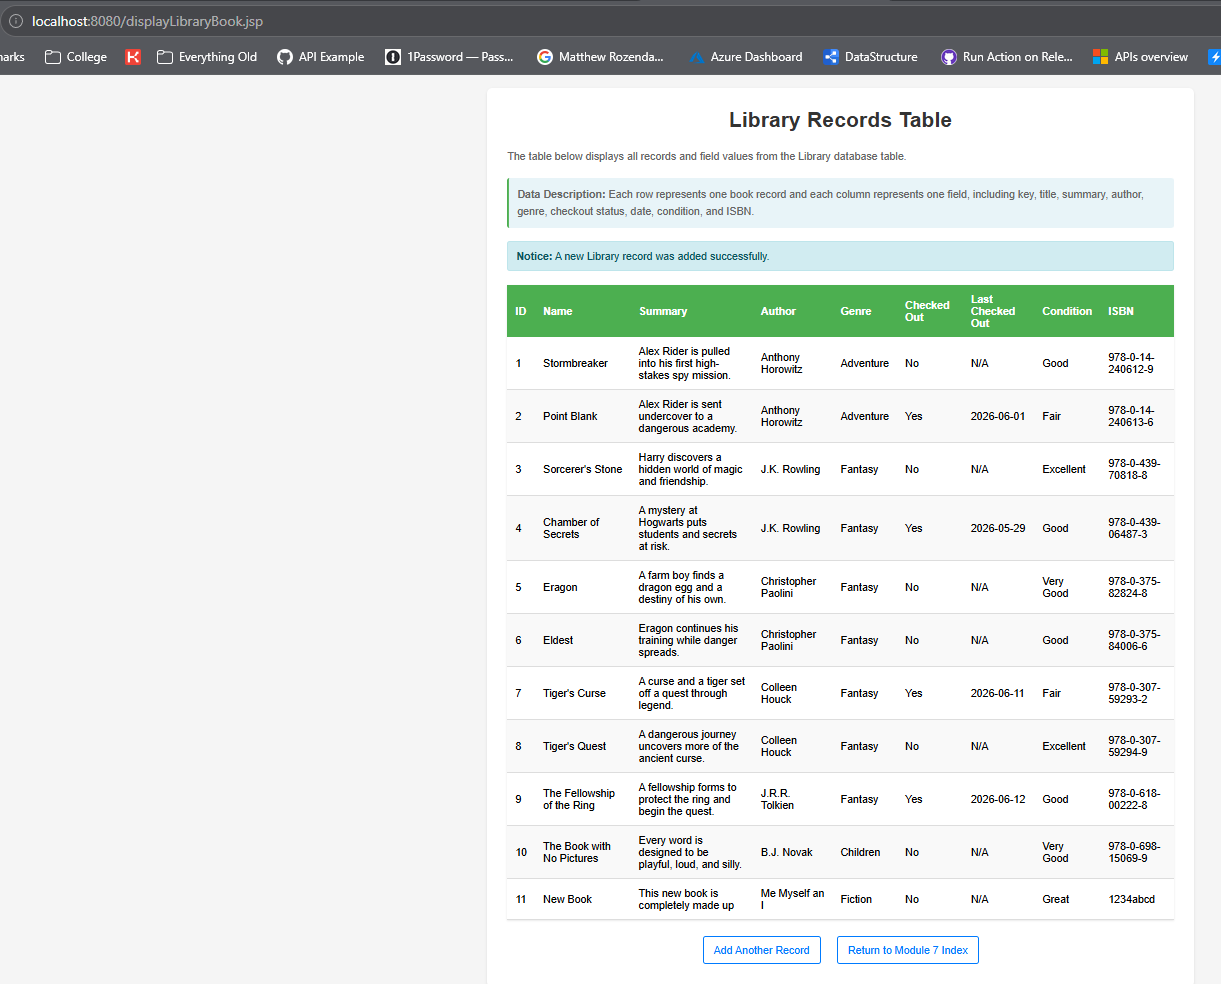 localhost:8080/displayLibraryBook.jsp
arks College Everything Old API Example 1Password — Pass... Matthew Rozenda... Azure Dashboard DataStructure Run Action on Rele... APIs overview
Library Records Table
The table below displays all records and field values from the Library database table.
Data Description: Each row represents one book record and each column represents one field, including key, title, summary, author,
genre, checkout status, date, condition, and ISBN.
Notice: A new Library record was added successfully.
ID Name Summary Author Genre Checked Out Last Checked Out Condition ISBN
1 Stormbreaker Alex Rider is pulled into his first high-stakes spy mission. Anthony Horowitz Adventure No N/A Good 978-0-14-240612-9
2 Point Blank Alex Rider is sent undercover to a dangerous academy. Anthony Horowitz Adventure Yes 2026-06-01 Fair 978-0-14-240613-6
3 Sorcerer's Stone Harry discovers a hidden world of magic and friendship. J.K. Rowling Fantasy No N/A Excellent 978-0-439-70818-8
4 Chamber of Secrets A mystery at Hogwarts puts students and secrets at risk. J.K. Rowling Fantasy Yes 2026-05-29 Good 978-0-439-06487-3
5 Eragon A farm boy finds a dragon egg and a destiny of his own. Christopher Paolini Fantasy No N/A Very Good 978-0-375-82824-8
6 Eldest Eragon continues his training while danger spreads. Christopher Paolini Fantasy No N/A Good 978-0-375-84006-6
7 Tiger's Curse A curse and a tiger set off a quest through legend. Colleen Houck Fantasy Yes 2026-06-11 Fair 978-0-307-59293-2
8 Tiger's Quest A dangerous journey uncovers more of the ancient curse. Colleen Houck Fantasy No N/A Excellent 978-0-307-59294-9
9 The Fellowship of the Ring A fellowship forms to protect the ring and begin the quest. J.R.R. Tolkien Fantasy Yes 2026-06-12 Good 978-0-618-00222-8
10 The Book with No Pictures Every word is designed to be playful, loud, and silly. B.J. Novak Children No N/A Very Good 978-0-698-15069-9
11 New Book This new book is completely made up Me Myself an I Fiction No N/A Great 1234abcd
Add Another Record Return to Module 7 Index